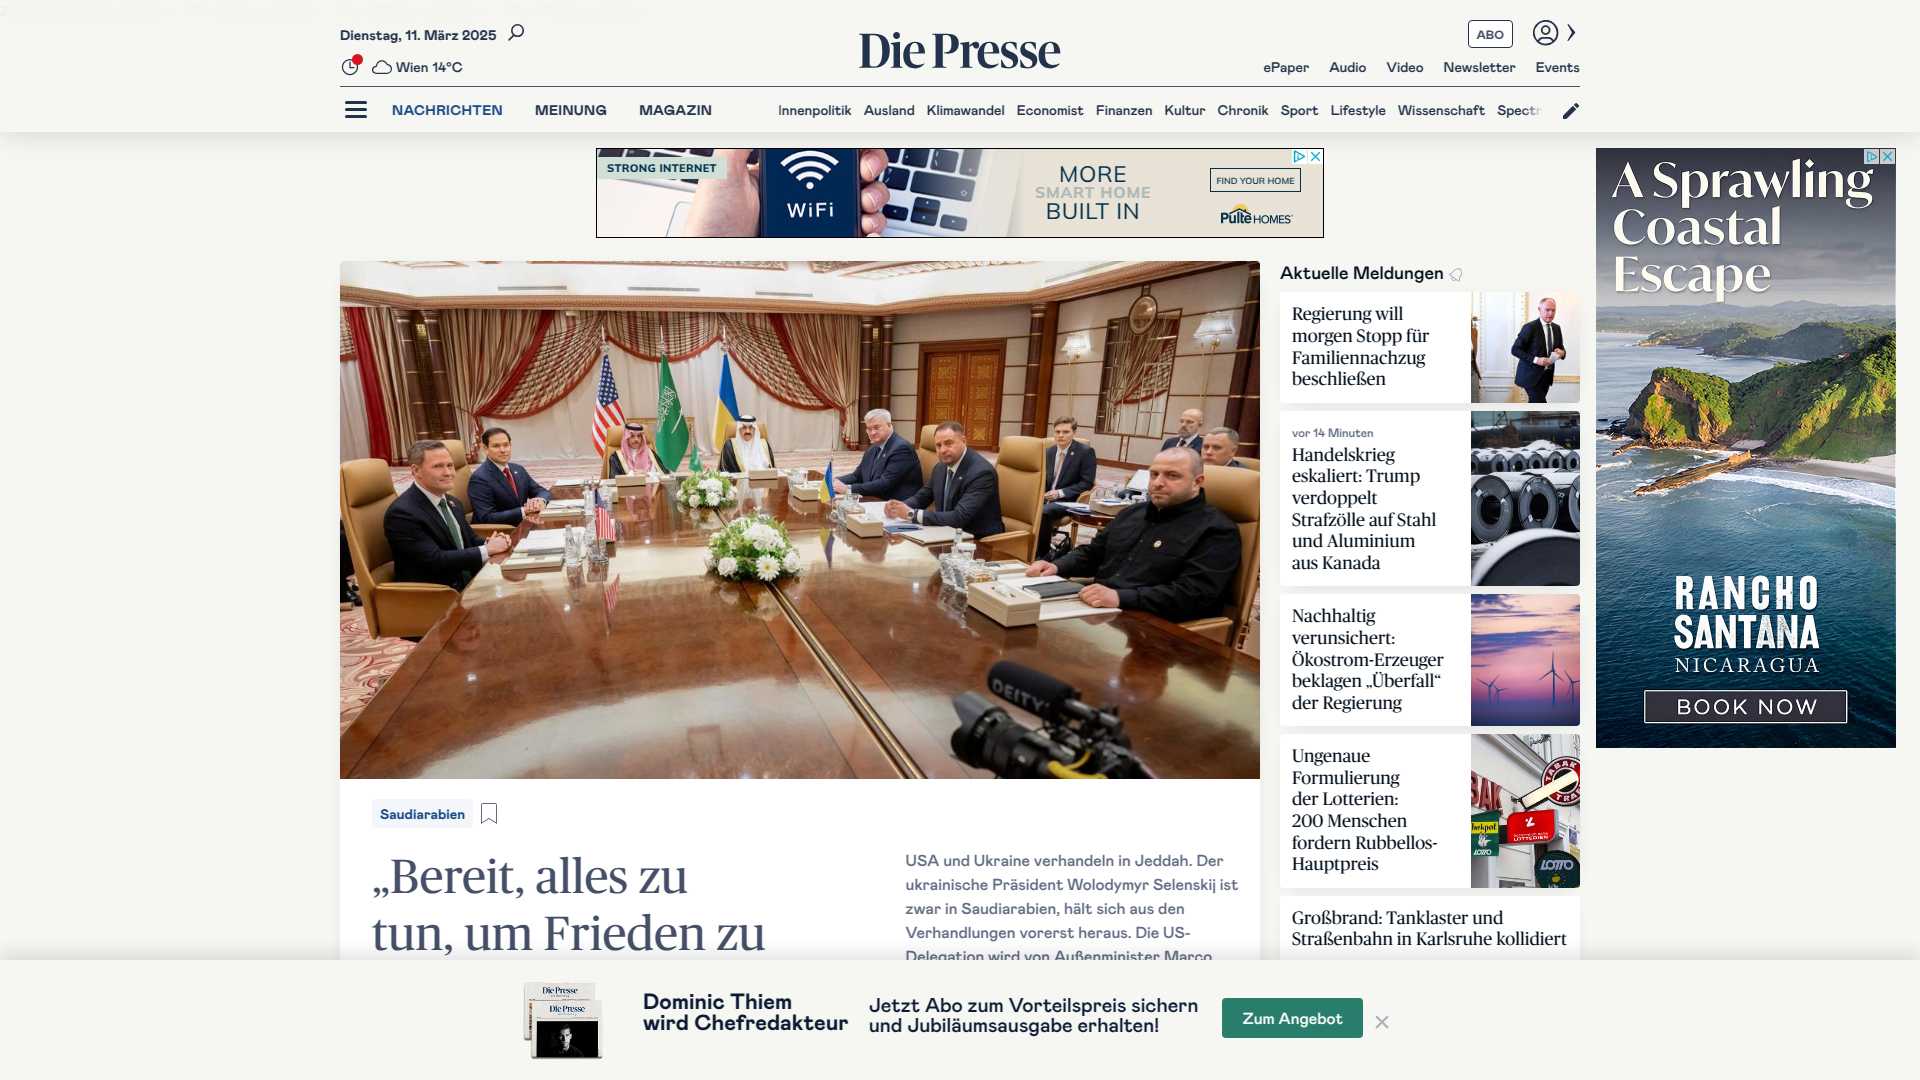 Dienstag, 11. März 2025
Wien 14°C
Die Presse
ABO
ePaper Audio Video Newsletter Events
NACHRICHTEN MEINUNG MAGAZIN
Innenpolitik Ausland Klimawandel Economist Finanzen Kultur Chronik Sport Lifestyle Wissenschaft Spectr
STRONG INTERNET
WiFi
MORE
SMART HOME
BUILT IN
FIND YOUR HOME
Pulte HOMES
A Sprawling
Coastal
Escape
RANCHO
SANTANA
NICARAGUA
BOOK NOW
DEITY
Saudiarabien
„Bereit, alles zu
tun, um Frieden zu
USA und Ukraine verhandeln in Jeddah. Der
ukrainische Präsident Wolodymyr Selenskij ist
zwar in Saudiarabien, hält sich aus den
Verhandlungen vorerst heraus. Die US-
Delegation wird von Außenminister Marco
Aktuelle Meldungen
Regierung will
morgen Stopp für
Familiennachzug
beschließen
vor 14 Minuten
Handelskrieg
eskaliert: Trump
verdoppelt
Strafzölle auf Stahl
und Aluminium
aus Kanada
Nachhaltig
verunsichert:
Ökostrom-Erzeuger
beklagen „Überfall“
der Regierung
Ungenaue
Formulierung
der Lotterien:
200 Menschen
fordern Rubbellos-
Hauptpreis
TABAK
LOTTO
LOTTO
Großbrand: Tanklaster und
Straßenbahn in Karlsruhe kollidiert
Die Presse
Die Presse
Dominic Thiem
wird Chefredakteur
Jetzt Abo zum Vorteilspreis sichern
und Jubiläumsausgabe erhalten!
Zum Angebot